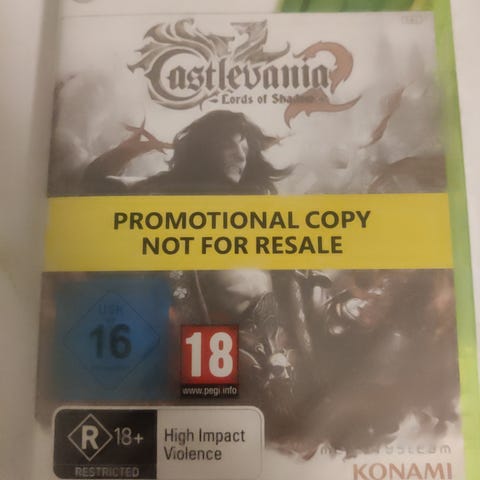 Castlevania 2
Lords of Shadow
PROMOTIONAL COPY
NOT FOR RESALE
USK
16
18
www.pegi.info
R 18+
RESTRICTED
High Impact
Violence
KONAMI